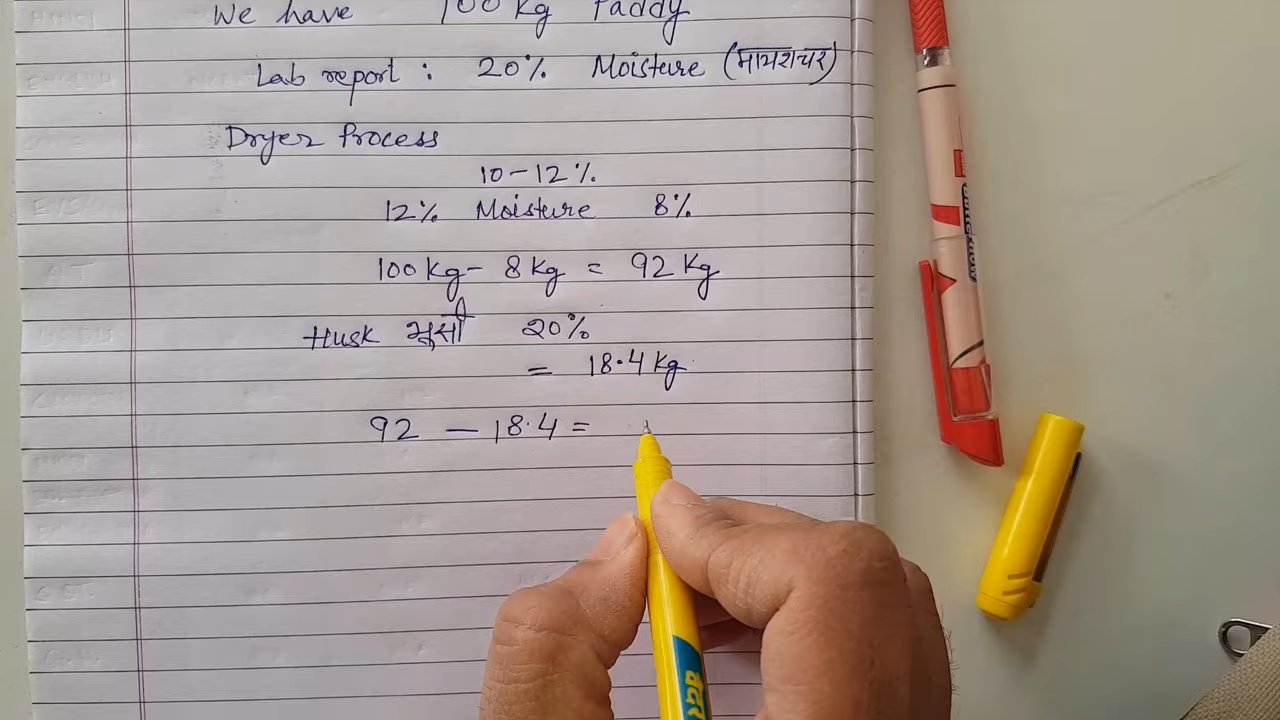 We have 100 Kg Paddy
Lab report : 20% Moisture (मायशचर)
Dryer Process
10-12%
12% Moisture 8%
100 Kg - 8 Kg = 92 Kg
Husk भूसी 20%
= 18.4 Kg
92 - 18.4 =